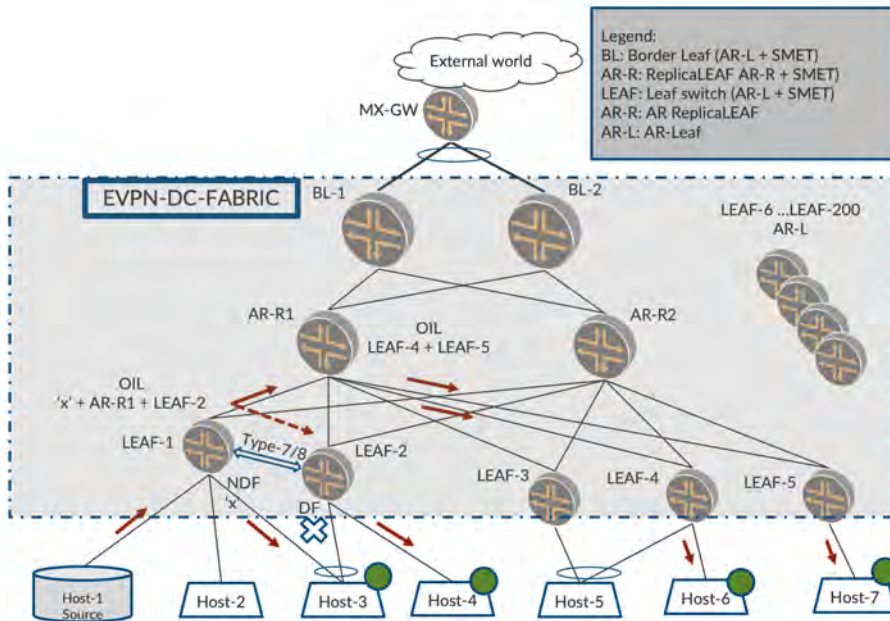 External world
MX-GW
Legend:
BL: Border Leaf (AR-L + SMET)
AR-R: ReplicaLEAF AR-R + SMET)
LEAF: Leaf switch (AR-L + SMET)
AR-R: AR ReplicaLEAF
AR-L: AR-Leaf
EVPN-DC-FABRIC
BL-1
BL-2
LEAF-6 ...LEAF-200
AR-L
AR-R1
OIL
LEAF-4 + LEAF-5
AR-R2
OIL
'x' + AR-R1 + LEAF-2
LEAF-1
Type-7/8
LEAF-2
LEAF-3
LEAF-4
LEAF-5
NDF
'x'
DF
Host-1
Source
Host-2
Host-3
Host-4
Host-5
Host-6
Host-7